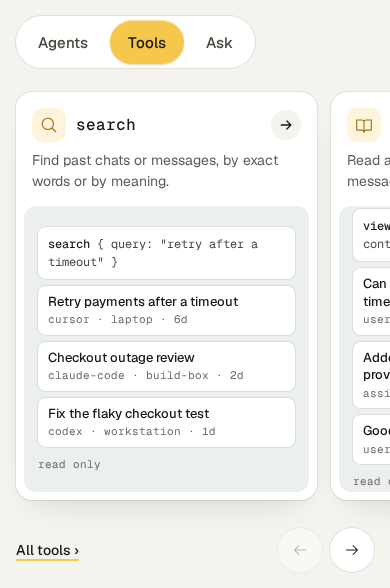 Agents Tools Ask
search
Find past chats or messages, by exact
words or by meaning.
search { query: "retry after a
timeout" }
Retry payments after a timeout
cursor · laptop · 6d
Checkout outage review
claude-code · build-box · 2d
Fix the flaky checkout test
codex · workstation · 1d
read only
Read a
messa
view
cont
Can
time
user
Adde
prov
assi
Good
user
read o
All tools ›